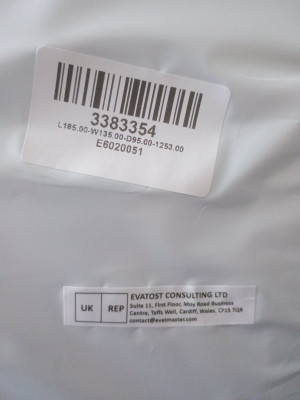 3383354
L185.00-W135.00-D95.00-1253.00
E6020051
UK REP
EVATOST CONSULTING LTD
Suite 11, First Floor, Moy Road Business
Centre, Taffs Well, Cardiff, Wales, CF15 7QR
contact@evatmaster.com